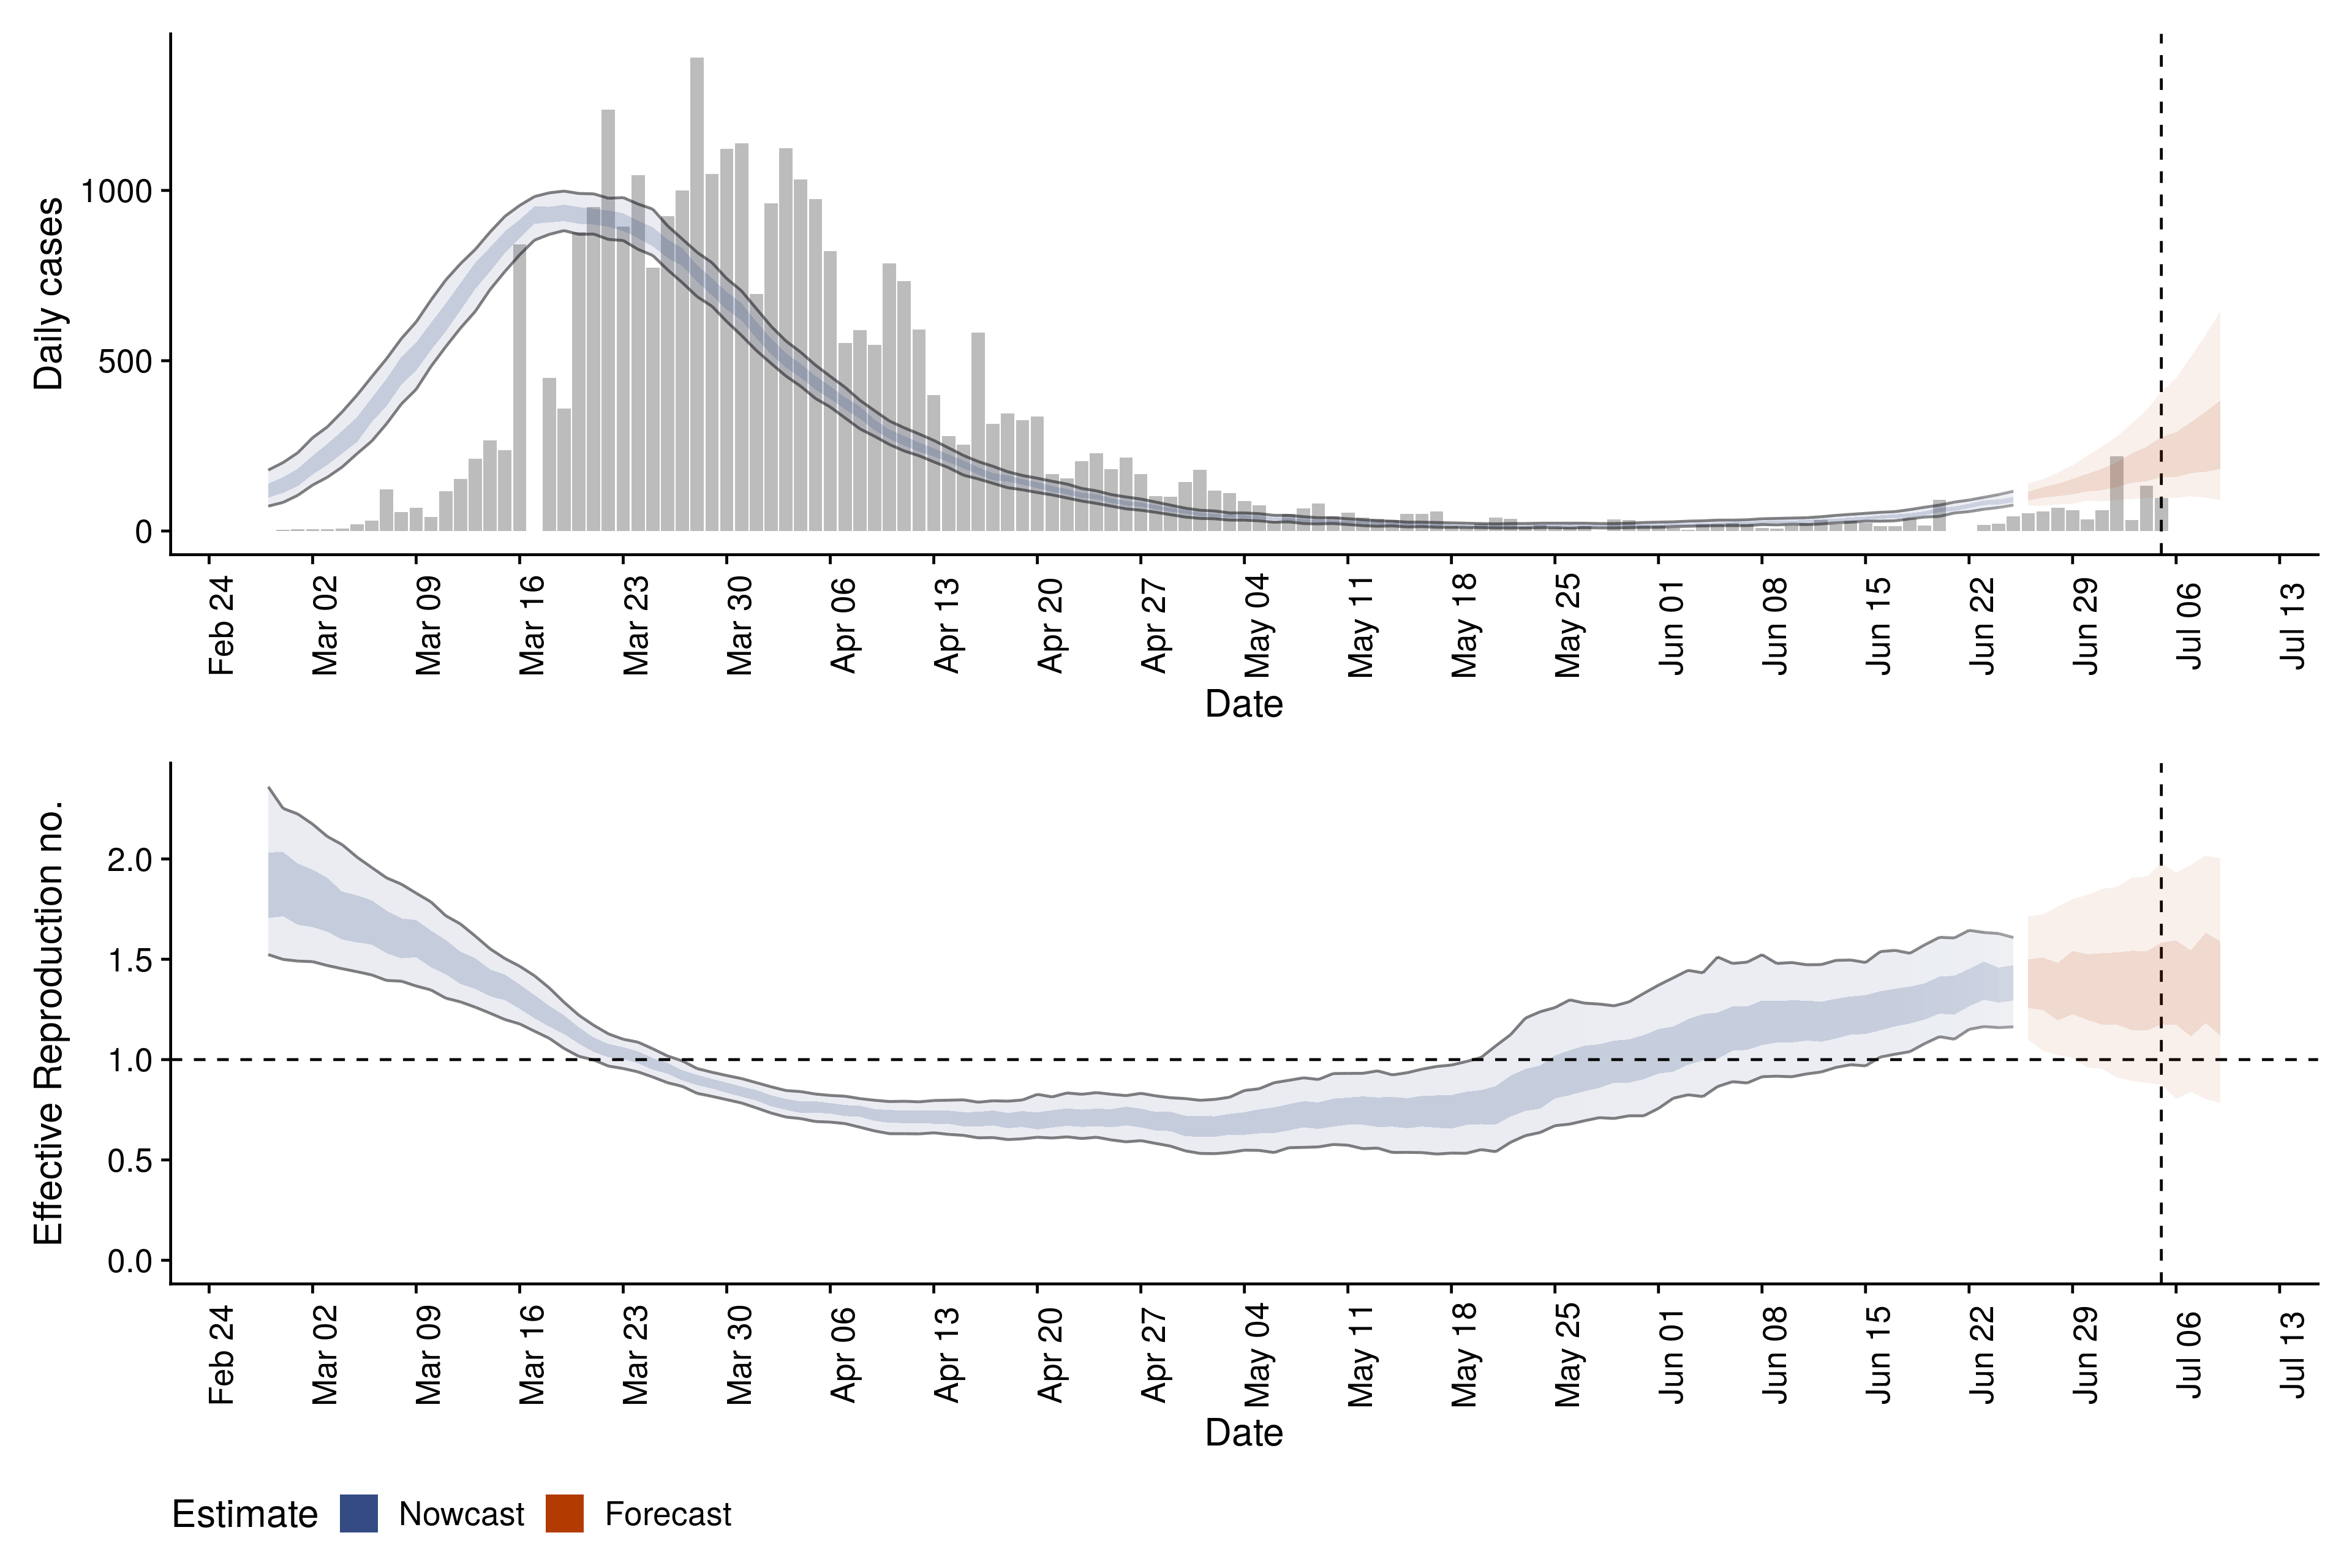 Daily cases
1000
500
0
Feb 24 Mar 02 Mar 09 Mar 16 Mar 23 Mar 30 Apr 06 Apr 13 Apr 20 Apr 27 May 04 May 11 May 18 May 25 Jun 01 Jun 08 Jun 15 Jun 22 Jun 29 Jul 06 Jul 13
Date
Effective Reproduction no.
2.0
1.5
1.0
0.5
0.0
Feb 24 Mar 02 Mar 09 Mar 16 Mar 23 Mar 30 Apr 06 Apr 13 Apr 20 Apr 27 May 04 May 11 May 18 May 25 Jun 01 Jun 08 Jun 15 Jun 22 Jun 29 Jul 06 Jul 13
Date
Estimate Nowcast Forecast